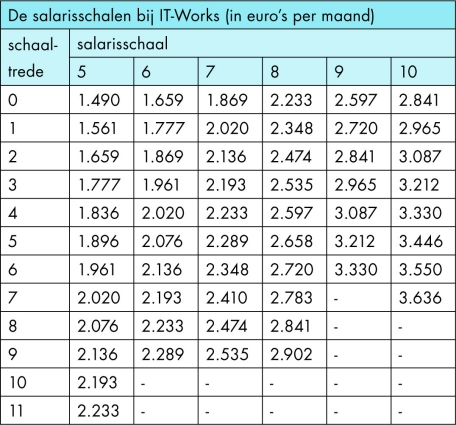 De salarisschalen bij IT-Works (in euro's per maand)
schaal- salarisschaal
trede 5 6 7 8 9 10
0 1.490 1.659 1.869 2.233 2.597 2.841
1 1.561 1.777 2.020 2.348 2.720 2.965
2 1.659 1.869 2.136 2.474 2.841 3.087
3 1.777 1.961 2.193 2.535 2.965 3.212
4 1.836 2.020 2.233 2.597 3.087 3.330
5 1.896 2.076 2.289 2.658 3.212 3.446
6 1.961 2.136 2.348 2.720 3.330 3.550
7 2.020 2.193 2.410 2.783 - 3.636
8 2.076 2.233 2.474 2.841 - -
9 2.136 2.289 2.535 2.902 - -
10 2.193 - - - - -
11 2.233 - - - - -